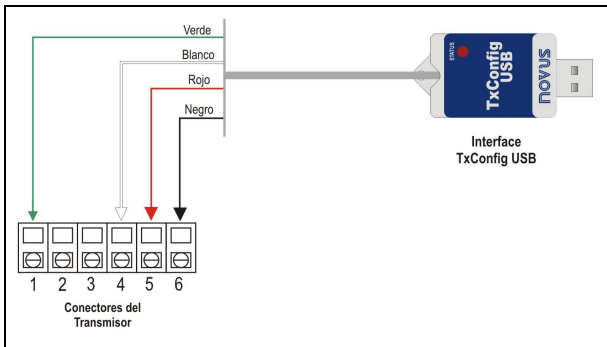 Verde
Blanco
Rojo
Negro
STATUS
TxConfig
USB
NOVUS
Interface
TxConfig USB
1 2 3 4 5 6
Conectores del
Transmisor